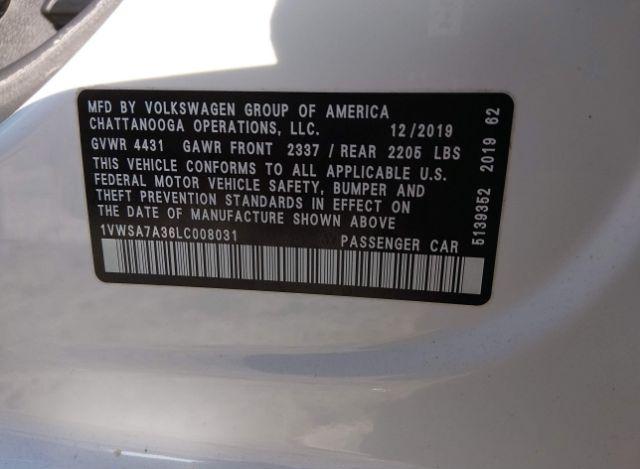 MFD BY VOLKSWAGEN GROUP OF AMERICA
CHATTANOOGA OPERATIONS, LLC. 12/2019
GVWR 4431 GAWR FRONT 2337 / REAR 2205 LBS
THIS VEHICLE CONFORMS TO ALL APPLICABLE U.S.
FEDERAL MOTOR VEHICLE SAFETY, BUMPER AND
THEFT PREVENTION STANDARDS IN EFFECT ON
THE DATE OF MANUFACTURE SHOWN ABOVE
1VWSA7A36LC008031 PASSENGER CAR
5139352 2019 62